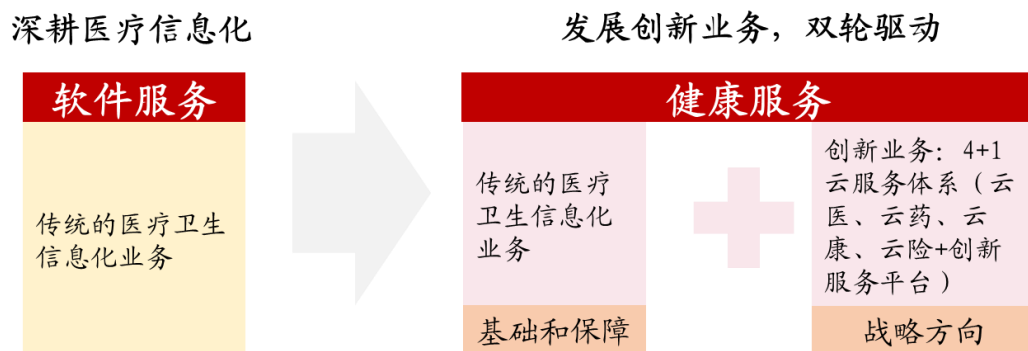 深耕医疗信息化
发展创新业务，双轮驱动
软件服务
传统的医疗卫生
信息化业务
健康服务
传统的医疗
卫生信息化
业务
基础和保障
创新业务：4+1
云服务体系（云
医、云药、云
康、云险+创新
服务平台）
战略方向